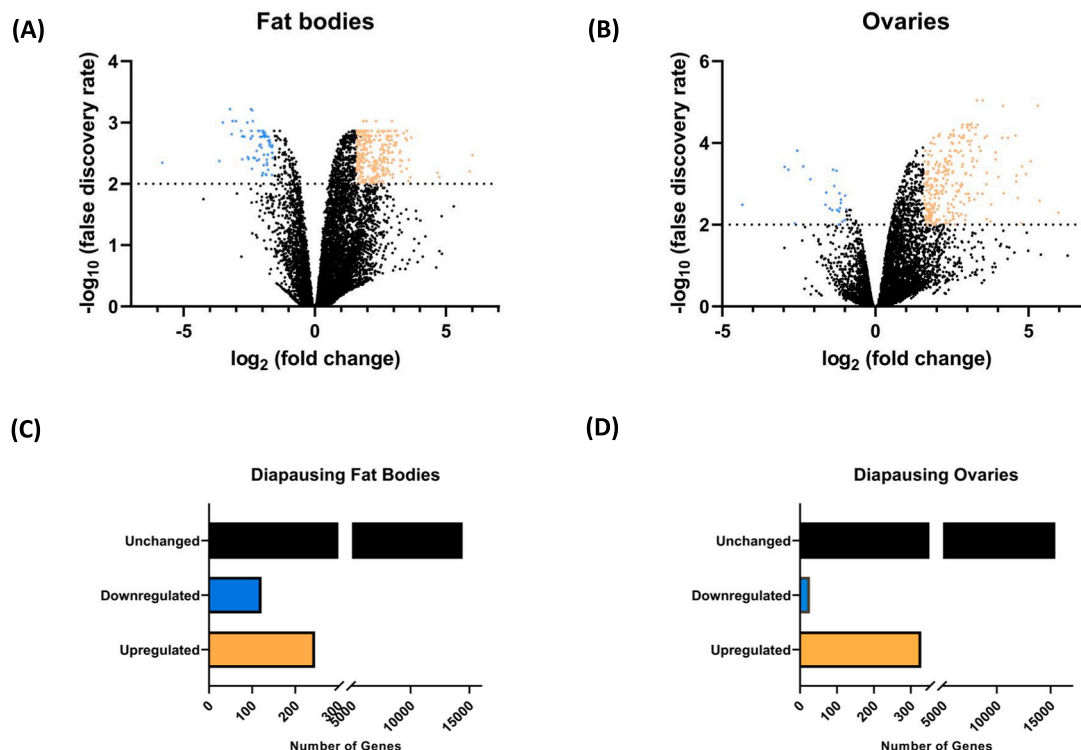 (A)
Fat bodies
4
3
2
1
0
-log10 (false discovery rate)
-5
0
5
log2 (fold change)
(B)
Ovaries
6
4
2
0
-log10 (false discovery rate)
-5
0
5
log2 (fold change)
(C)
Diapausing Fat Bodies
Unchanged
Downregulated
Upregulated
0
100
200
300
5000
10000
15000
Number of Genes
(D)
Diapausing Ovaries
Unchanged
Downregulated
Upregulated
0
100
200
300
5000
10000
15000
Number of Genes